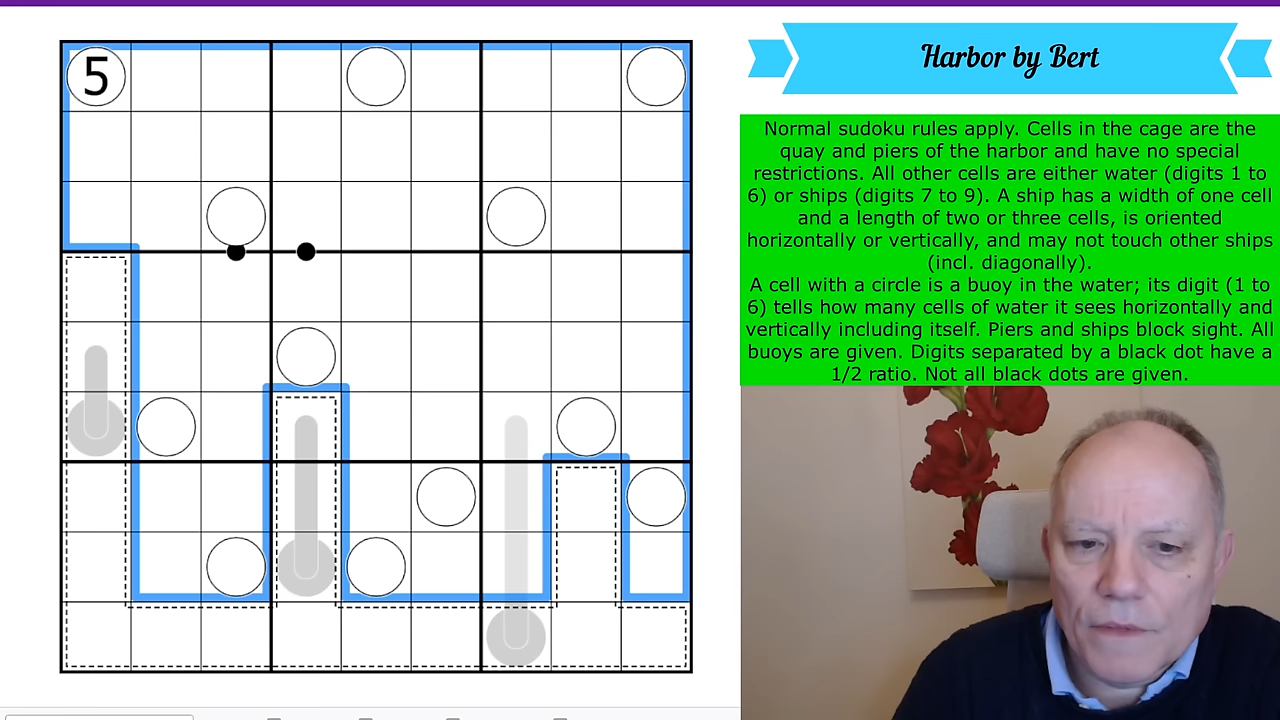 Harbor by Bert
5
Normal sudoku rules apply. Cells in the cage are the
quay and piers of the harbor and have no special
restrictions. All other cells are either water (digits 1 to
6) or ships (digits 7 to 9). A ship has a width of one cell
and a length of two or three cells, is oriented
horizontally or vertically, and may not touch other ships
(incl. diagonally).
A cell with a circle is a buoy in the water; its digit (1 to
6) tells how many cells of water it sees horizontally and
vertically including itself. Piers and ships block sight. All
buoys are given. Digits separated by a black dot have a
1/2 ratio. Not all black dots are given.